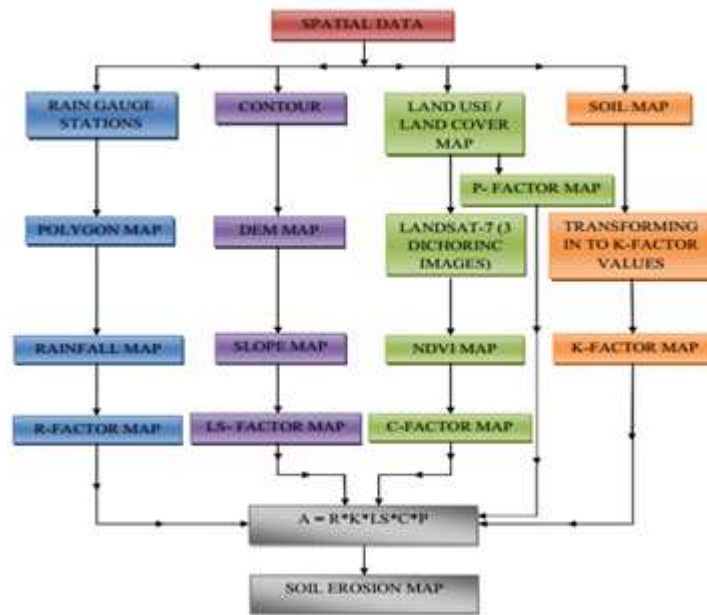 SPATIAL DATA
RAIN GAUGE
STATIONS
CONTOUR
LAND USE /
LAND COVER
MAP
SOIL MAP
P- FACTOR MAP
POLYGON MAP
DEM MAP
LANDSAT-7 (3
DICHORINC
IMAGES)
TRANSFORMING
IN TO K-FACTOR
VALUES
RAINFALL MAP
SLOPE MAP
NDVI MAP
K-FACTOR MAP
R-FACTOR MAP
LS- FACTOR MAP
C-FACTOR MAP
A = R*K*LS*C*P
SOIL EROSION MAP